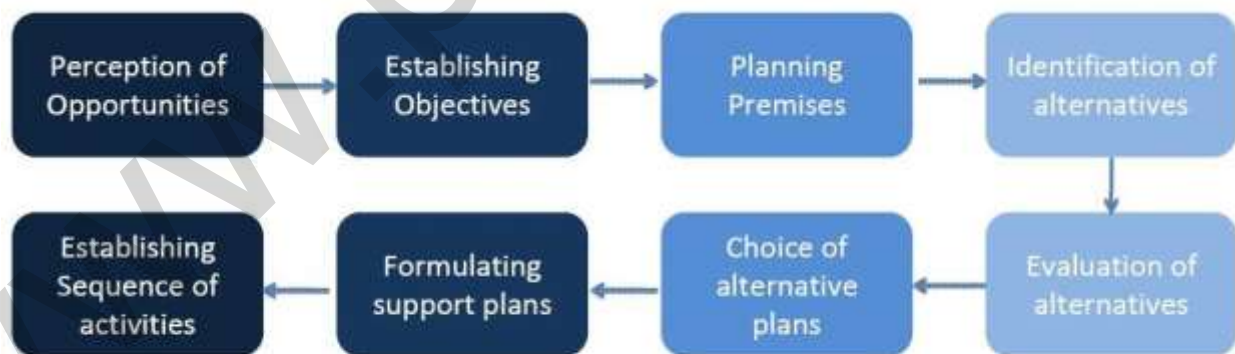 Perception of
Opportunities
Establishing
Objectives
Planning
Premises
Identification of
alternatives
Evaluation of
alternatives
Choice of
alternative
plans
Formulating
support plans
Establishing
Sequence of
activities